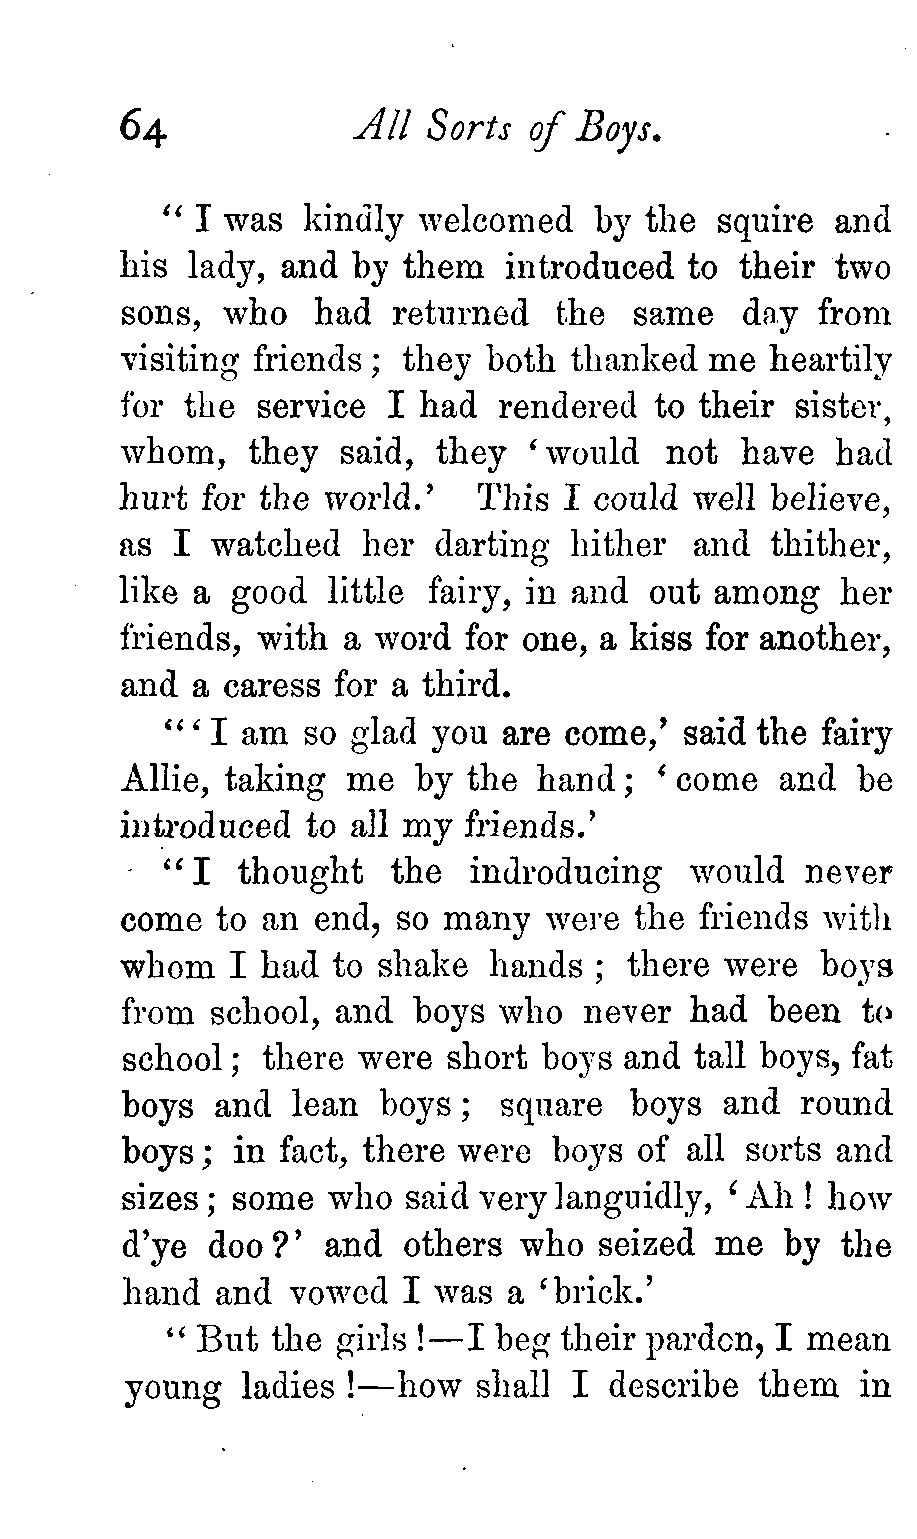 64 All Sorts of Boys.
“ I was kindly welcomed by the squire and
his lady, and by them introduced to their two
sons, who had returned the same day from
visiting friends ; they both thanked me heartily
for the service I had rendered to their sister,
whom, they said, they ‘ would not have had
hurt for the world.’ This I could well believe,
as I watched her darting hither and thither,
like a good little fairy, in and out among her
friends, with a word for one, a kiss for another,
and a caress for a third.
“ ‘ I am so glad you are come,’ said the fairy
Allie, taking me by the hand ; ‘ come and be
introduced to all my friends.’
“ I thought the indroducing would never
come to an end, so many were the friends with
whom I had to shake hands ; there were boys
from school, and boys who never had been to
school ; there were short boys and tall boys, fat
boys and lean boys ; square boys and round
boys ; in fact, there were boys of all sorts and
sizes ; some who said very languidly, ‘ Ah ! how
d’ye doo ?’ and others who seized me by the
hand and vowed I was a ‘ brick.’
“ But the girls !—I beg their pardon, I mean
young ladies !—how shall I describe them in